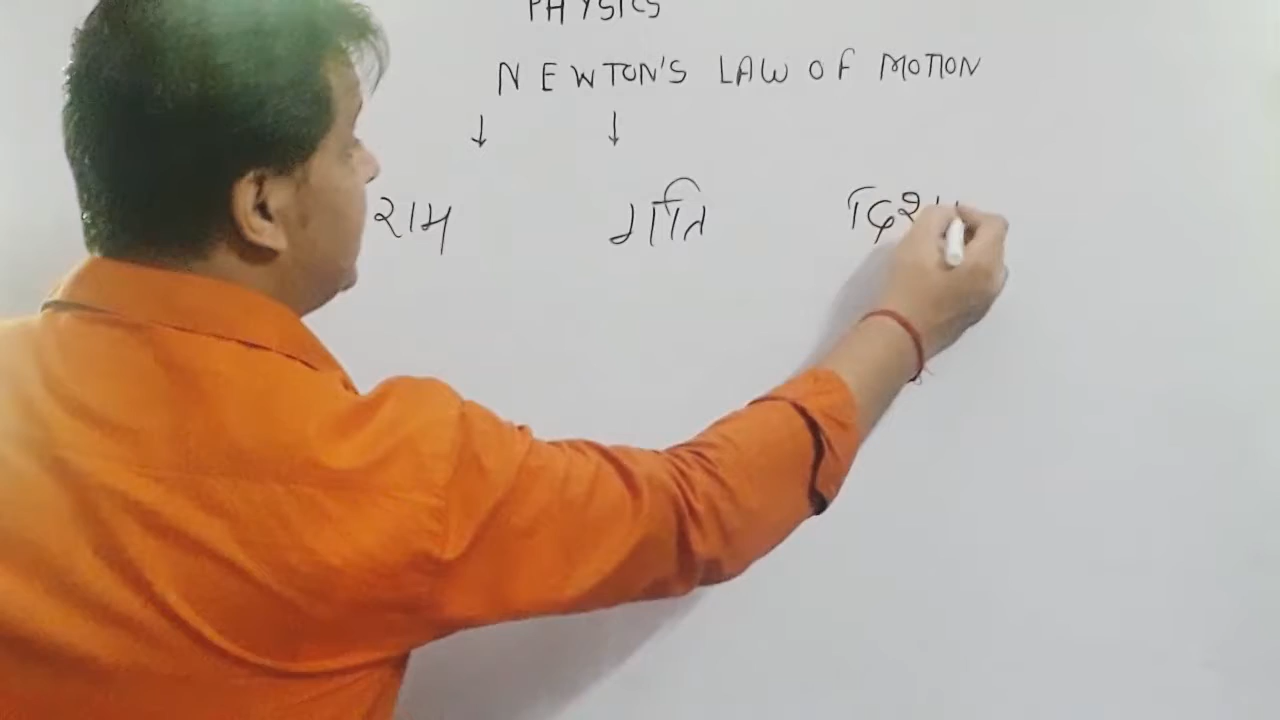 PHYSICS
NEWTON'S LAW OF MOTION
↓ ↓
राम गति